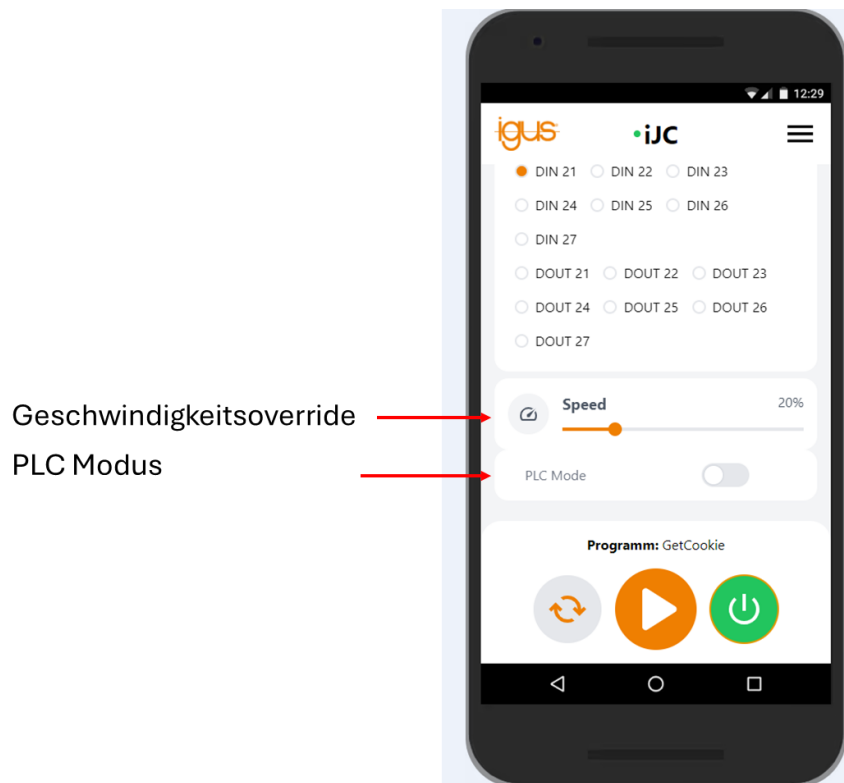 12:29
igus
iJC
DIN 21 DIN 22 DIN 23
DIN 24 DIN 25 DIN 26
DIN 27
DOUT 21 DOUT 22 DOUT 23
DOUT 24 DOUT 25 DOUT 26
DOUT 27
Geschwindigkeitsoverride
Speed 20%
PLC Modus
PLC Mode
Programm: GetCookie